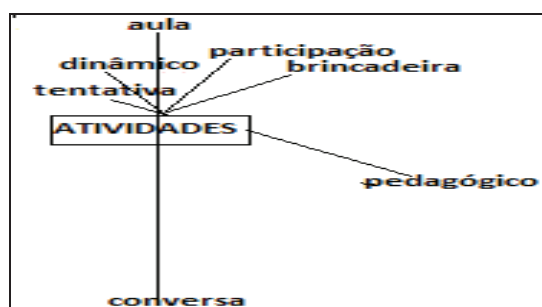 aula
participação
dinâmico
brincadeira
tentativa
ATIVIDADES
pedagógico
conversa